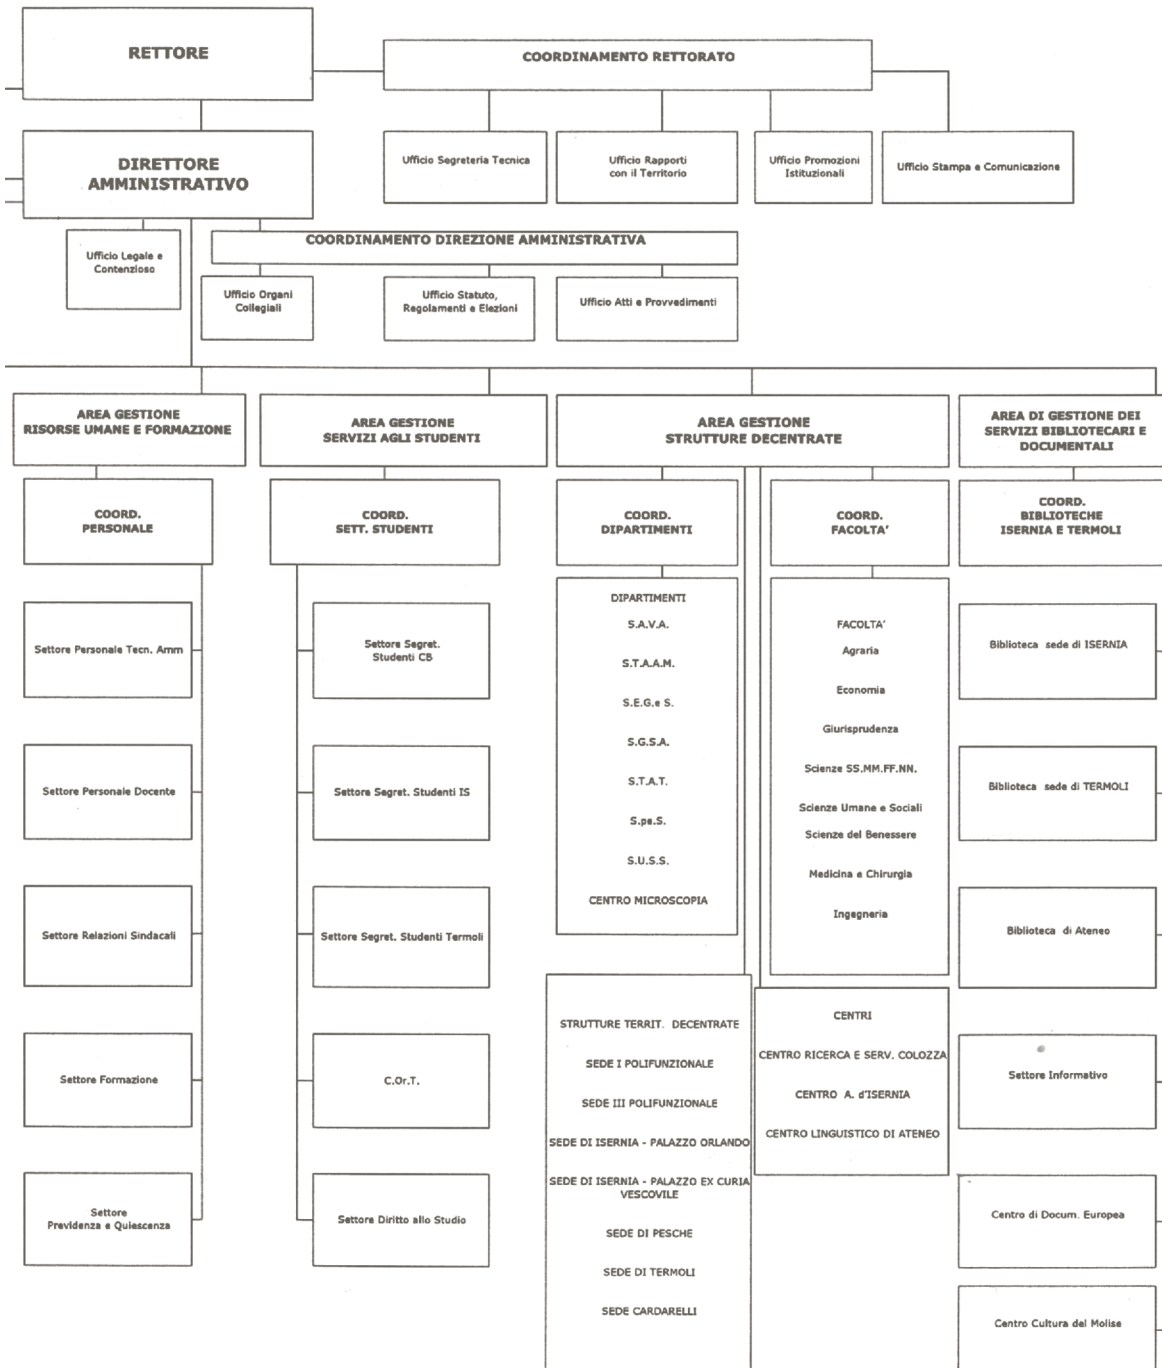 RETTORE
COORDINAMENTO RETTORATO
DIRETTORE
AMMINISTRATIVO
Ufficio Segreteria Tecnica
Ufficio Rapporti
con il Territorio
Ufficio Promozioni
Istituzionali
Ufficio Stampa e Comunicazione
Ufficio Legale e
Contenzioso
COORDINAMENTO DIREZIONE AMMINISTRATIVA
Ufficio Organi
Collegiali
Ufficio Statuto,
Regolamenti e Elezioni
Ufficio Atti e Provvedimenti
AREA GESTIONE
RISORSE UMANE E FORMAZIONE
AREA GESTIONE
SERVIZI AGLI STUDENTI
AREA GESTIONE
STRUTTURE DECENTRATE
AREA DI GESTIONE DEI
SERVIZI BIBLIOTECARI E
DOCUMENTALI
COORD.
PERSONALE
COORD.
SETT. STUDENTI
COORD.
DIPARTIMENTI
COORD.
FACOLTA'
COORD.
BIBLIOTECHE
ISERNIA E TERMOLI
Settore Personale Tecn. Amm
Settore Personale Docente
Settore Relazioni Sindacali
Settore Formazione
Settore
Previdenza e Quiescenza
Settore Segret.
Studenti CB
Settore Segret. Studenti IS
Settore Segret. Studenti Termoli
C.Or.T.
Settore Diritto allo Studio
DIPARTIMENTI
S.A.V.A.
S.T.A.A.M.
S.E.G.e S.
S.G.S.A.
S.T.A.T.
S.pe.S.
S.U.S.S.
CENTRO MICROSCOPIA
FACOLTA'
Agraria
Economia
Giurisprudenza
Scienze SS.MM.FF.NN.
Scienze Umane e Sociali
Scienze del Benessere
Medicina e Chirurgia
Ingegneria
STRUTTURE TERRIT. DECENTRATE
SEDE I POLIFUNZIONALE
SEDE III POLIFUNZIONALE
SEDE DI ISERNIA - PALAZZO ORLANDO
SEDE DI ISERNIA - PALAZZO EX CURIA
VESCOVILE
SEDE DI PESCHE
SEDE DI TERMOLI
SEDE CARDARELLI
CENTRI
CENTRO RICERCA E SERV. COLOZZA
CENTRO A. d'ISERNIA
CENTRO LINGUISTICO DI ATENEO
Biblioteca sede di ISERNIA
Biblioteca sede di TERMOLI
Biblioteca di Ateneo
Settore Informativo
Centro di Docum. Europea
Centro Cultura del Molise